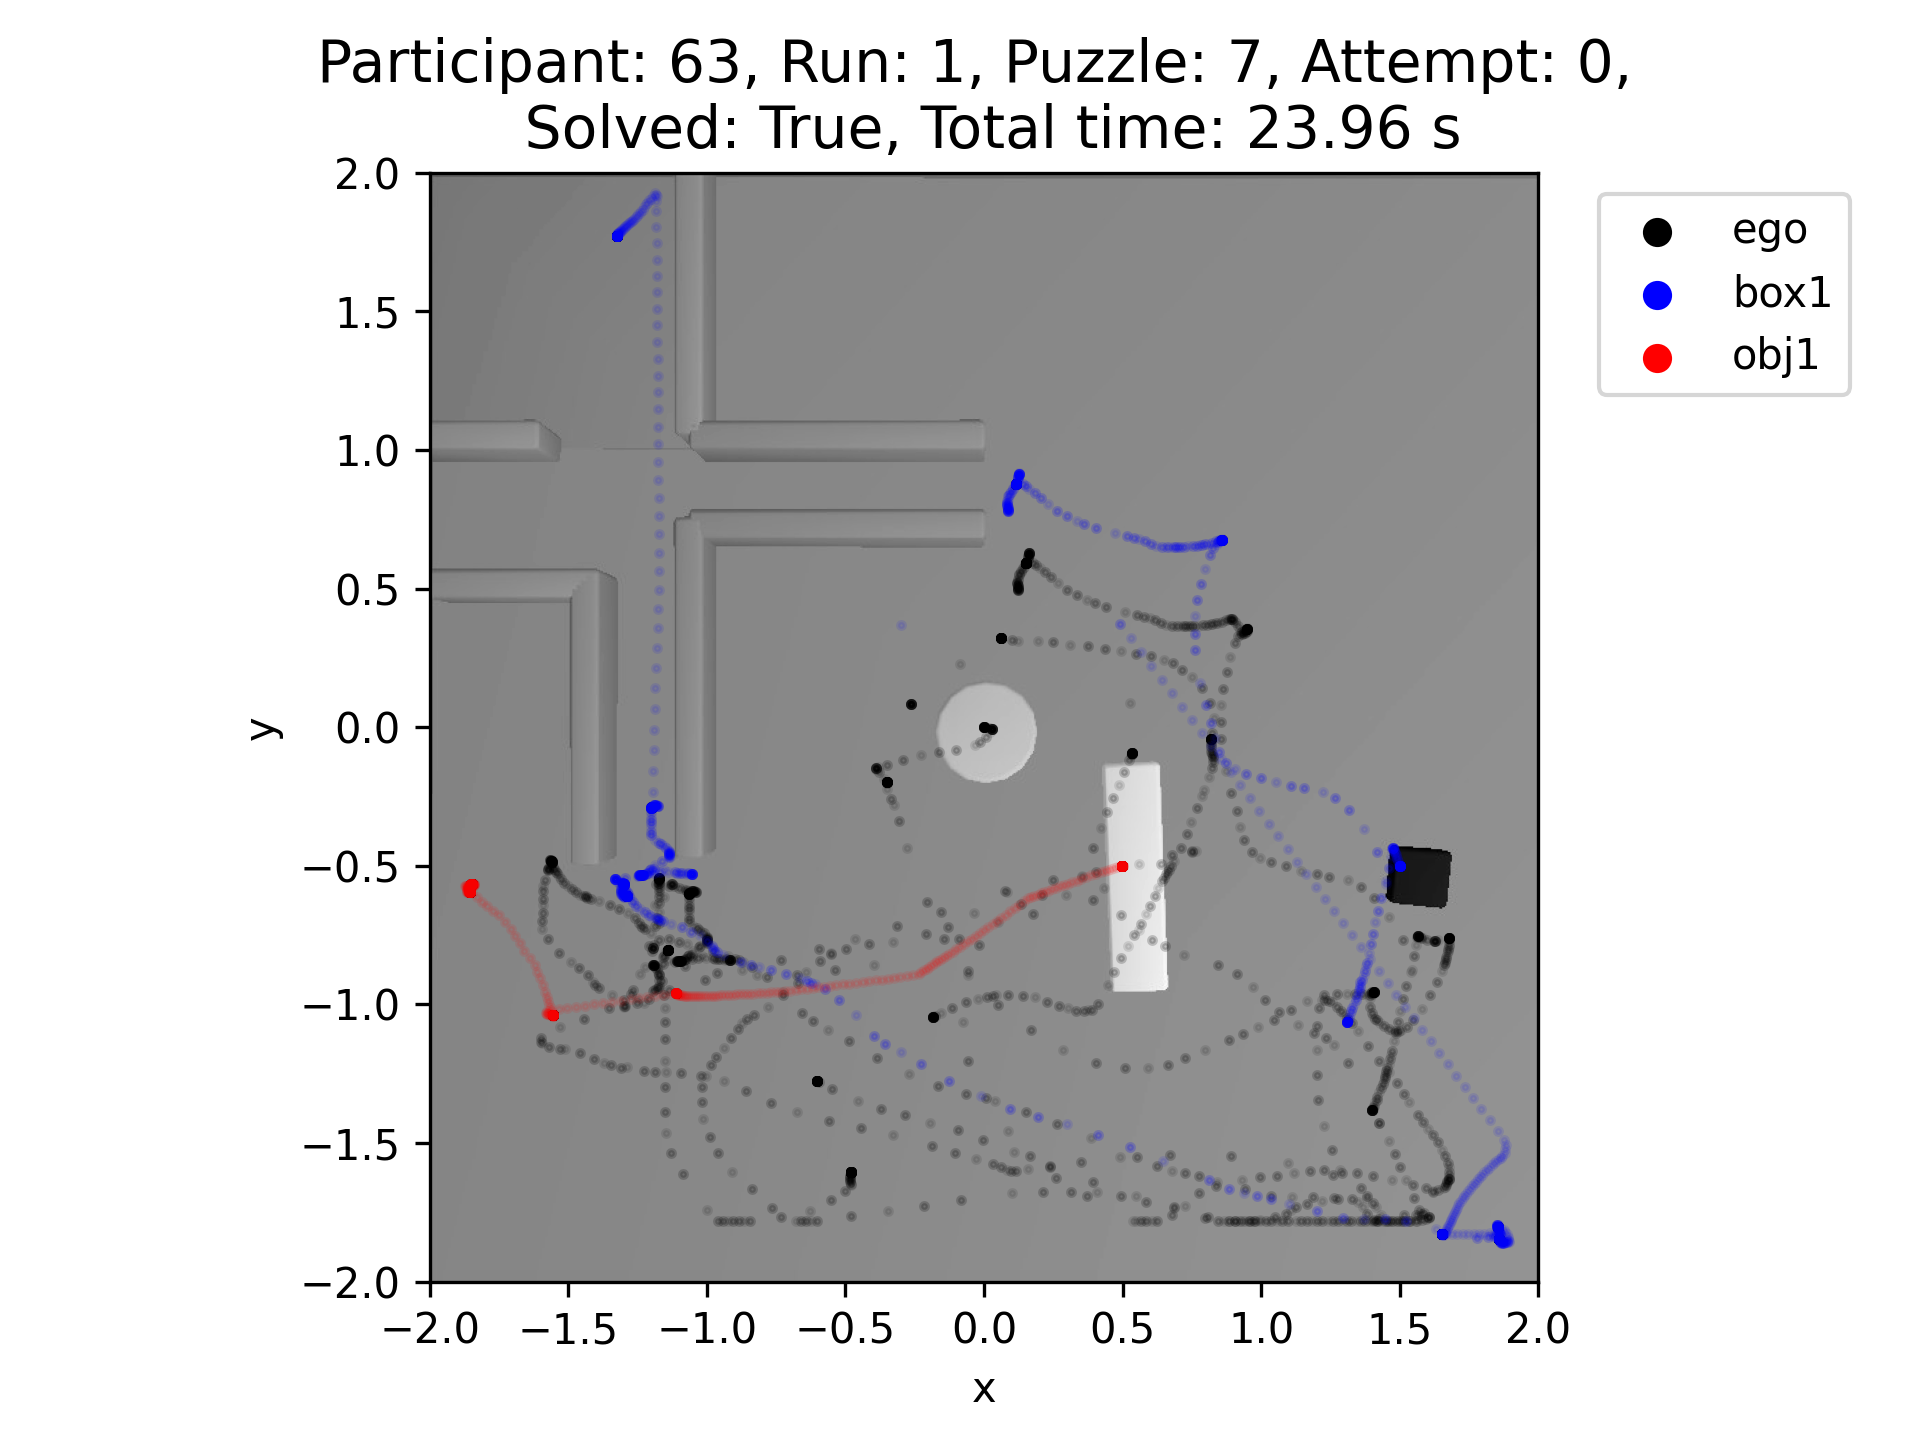 Participant: 63, Run: 1, Puzzle: 7, Attempt: 0,
Solved: True, Total time: 23.96 s
2.0
1.5
1.0
0.5
0.0
−0.5
−1.0
−1.5
−2.0
y
−2.0 −1.5 −1.0 −0.5 0.0 0.5 1.0 1.5 2.0
x
ego
box1
obj1